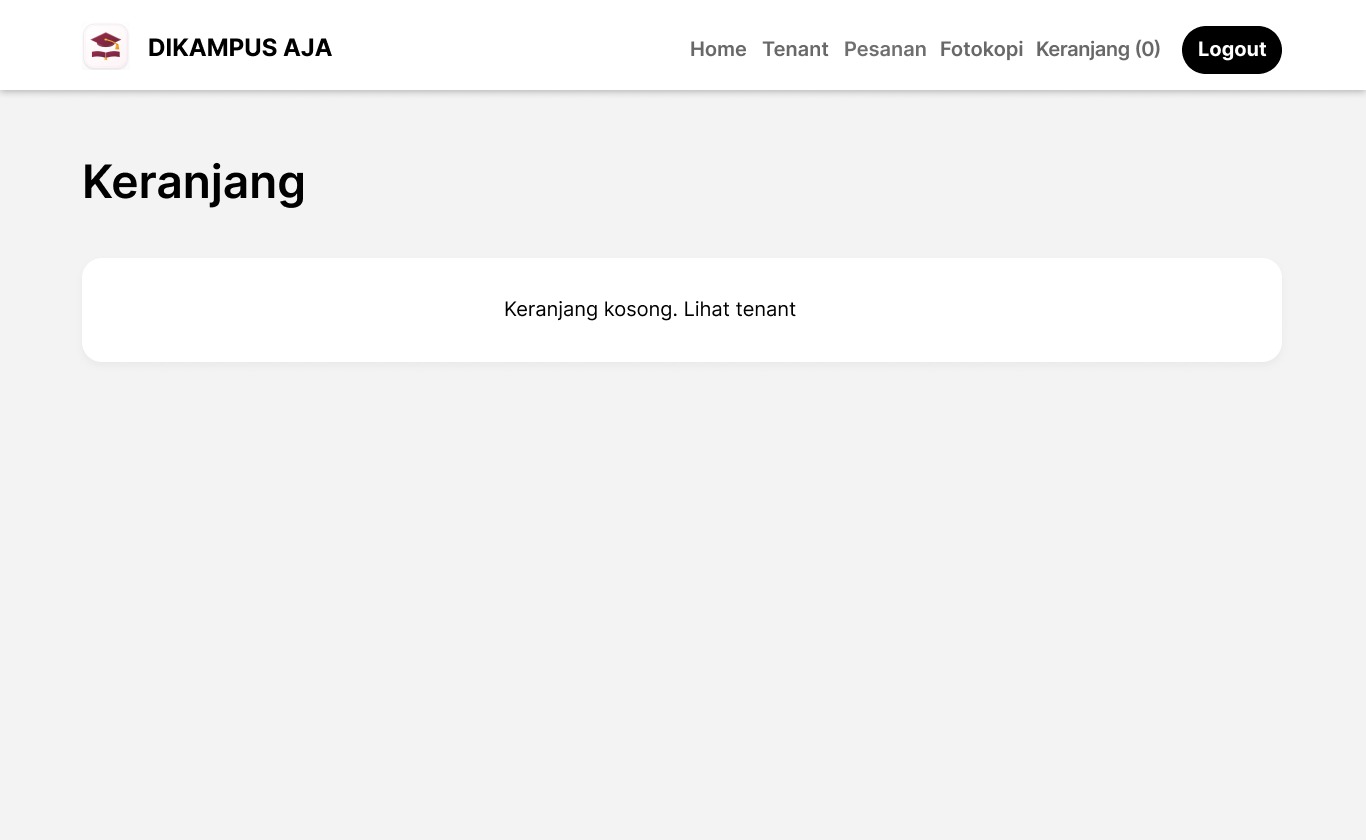 DIKAMPUS AJA
Home Tenant Pesanan Fotokopi Keranjang (0) Logout
Keranjang
Keranjang kosong. Lihat tenant